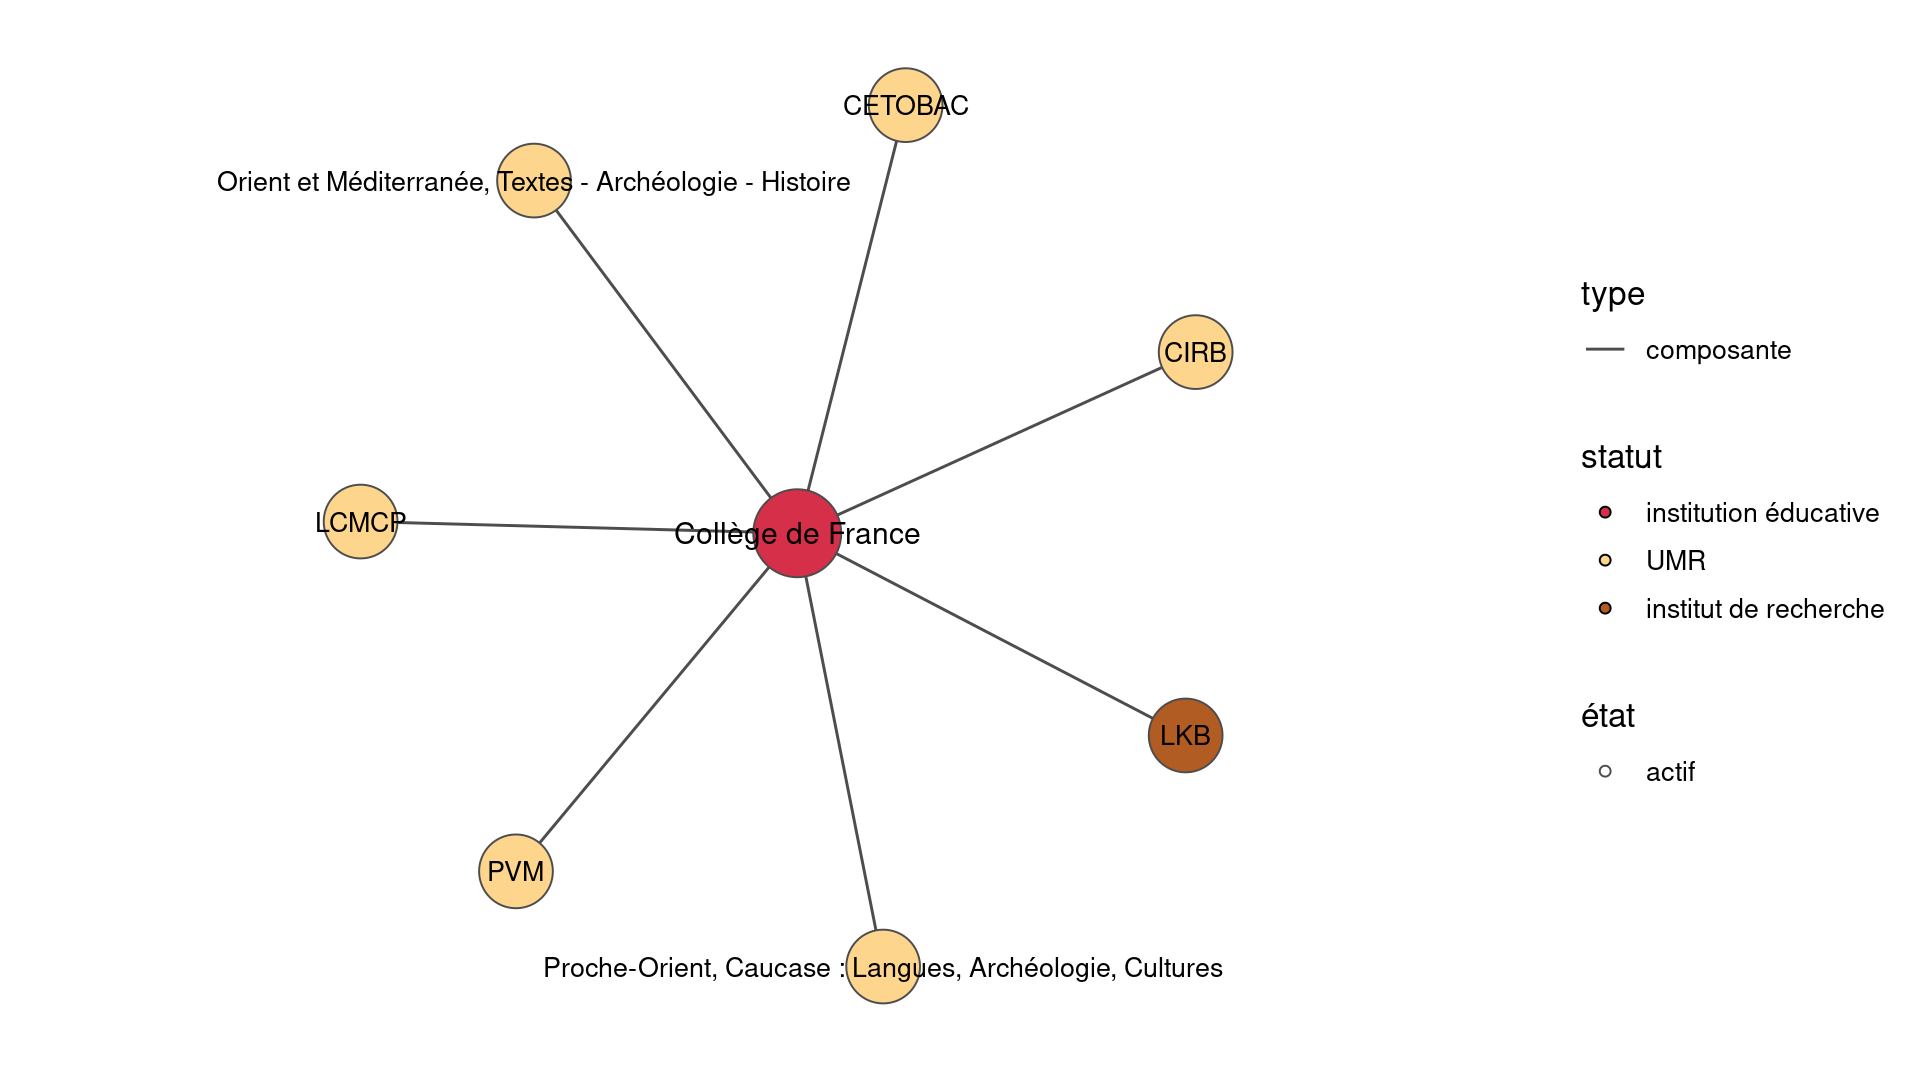 CETOBAC
Orient et Méditerranée, Textes - Archéologie - Histoire
CIRB
LCMCP
Collège de France
LKB
PVM
Proche-Orient, Caucase : Langues, Archéologie, Cultures
type
composante
statut
institution éducative
UMR
institut de recherche
état
actif